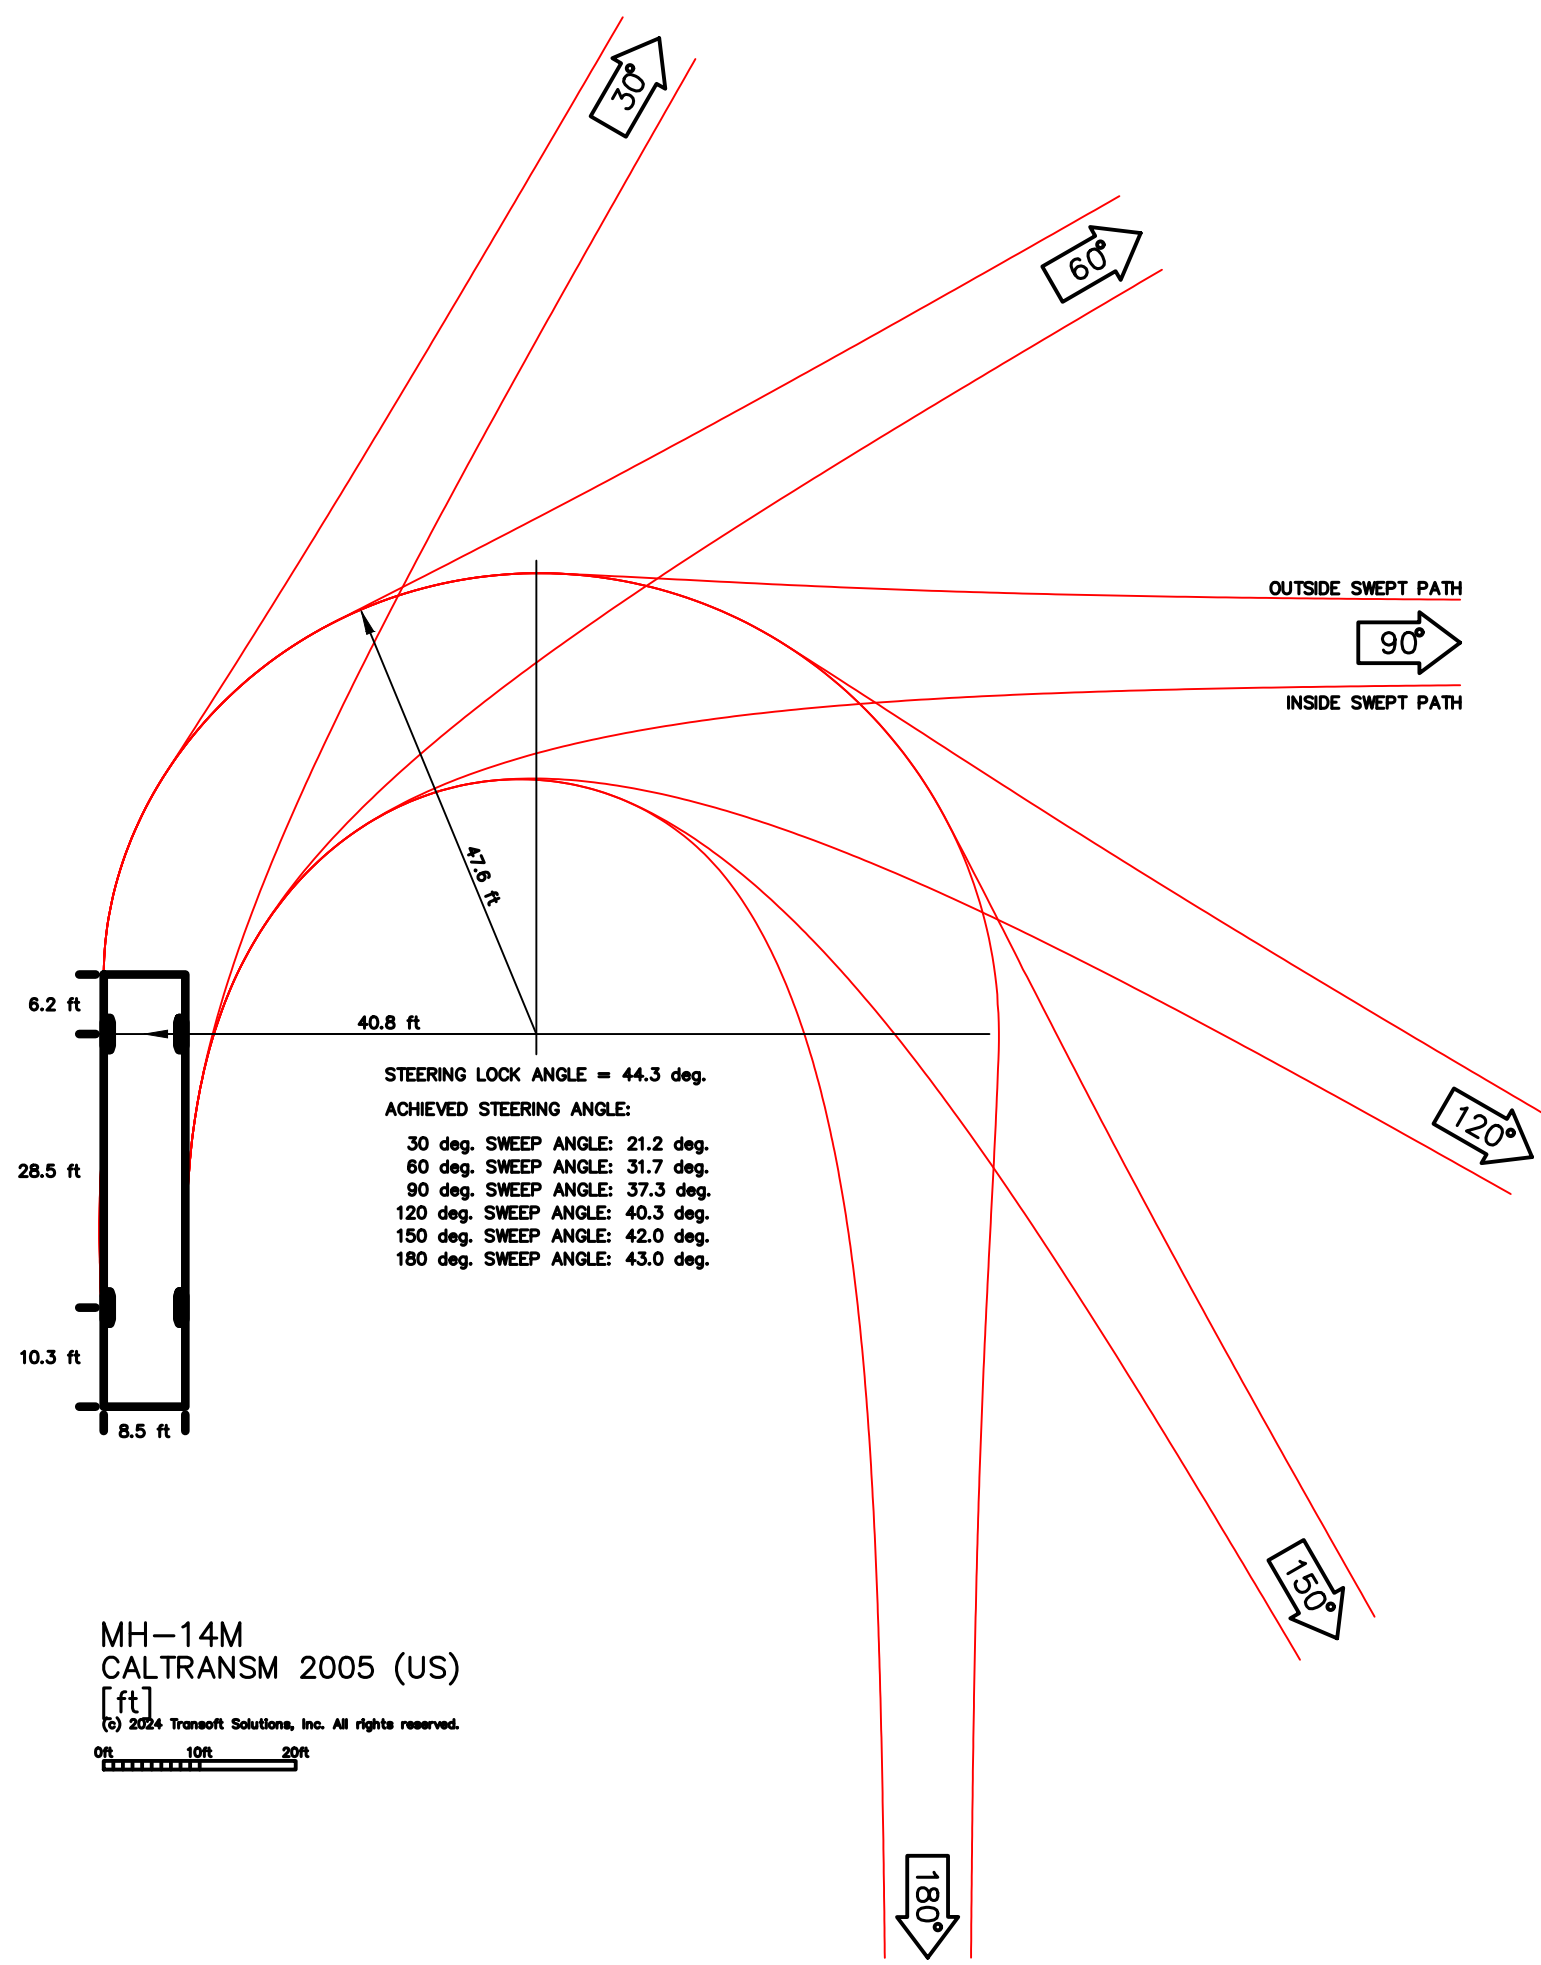 30°
60°
OUTSIDE SWEPT PATH
90°
INSIDE SWEPT PATH
47.6 ft
6.2 ft
40.8 ft
STEERING LOCK ANGLE = 44.3 deg.
ACHIEVED STEERING ANGLE:
30 deg. SWEEP ANGLE: 21.2 deg.
60 deg. SWEEP ANGLE: 31.7 deg.
90 deg. SWEEP ANGLE: 37.3 deg.
120 deg. SWEEP ANGLE: 40.3 deg.
150 deg. SWEEP ANGLE: 42.0 deg.
180 deg. SWEEP ANGLE: 43.0 deg.
120°
28.5 ft
10.3 ft
8.5 ft
150°
MH-14M
CALTRANSM 2005 (US)
[ft]
(c) 2024 Transoft Solutions, Inc. All rights reserved.
0ft 10ft 20ft
180°